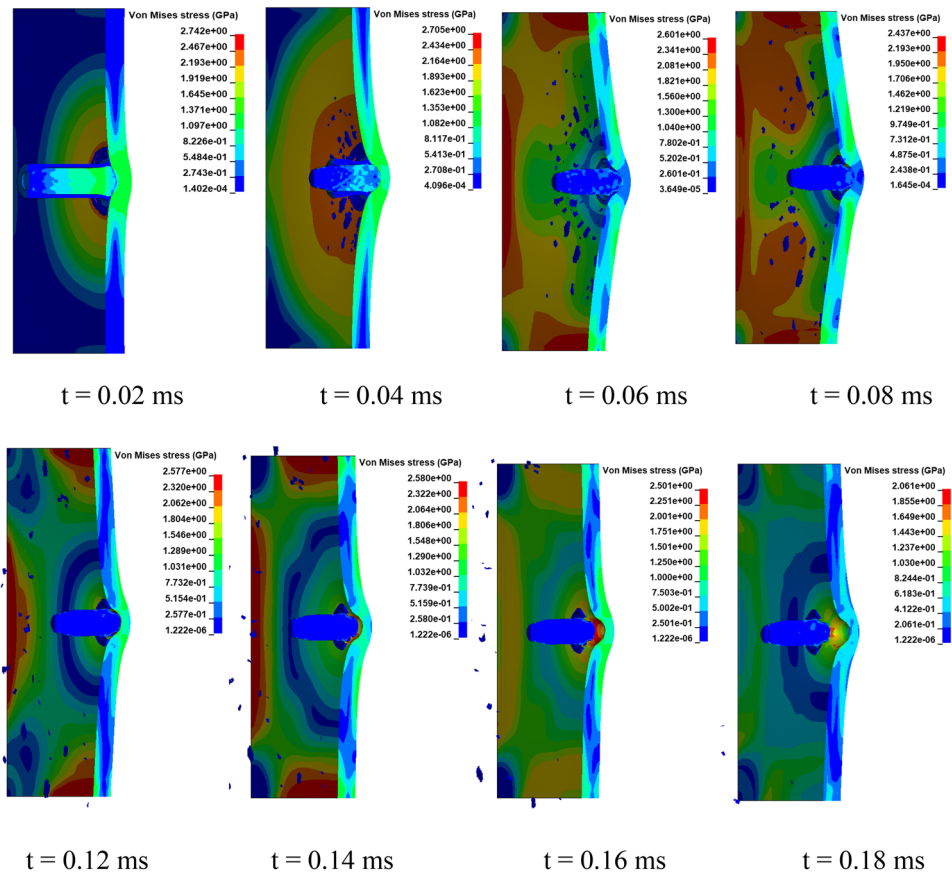 Von Mises stress (GPa)
2.742e+00
2.467e+00
2.193e+00
1.919e+00
1.645e+00
1.371e+00
1.097e+00
8.226e-01
5.484e-01
2.743e-01
1.402e-04
Von Mises stress (GPa)
2.705e+00
2.434e+00
2.164e+00
1.893e+00
1.623e+00
1.353e+00
1.082e+00
8.117e-01
5.413e-01
2.708e-01
4.096e-04
Von Mises stress (GPa)
2.601e+00
2.341e+00
2.081e+00
1.821e+00
1.560e+00
1.300e+00
1.040e+00
7.802e-01
5.202e-01
2.601e-01
3.649e-05
Von Mises stress (GPa)
2.437e+00
2.193e+00
1.950e+00
1.706e+00
1.462e+00
1.219e+00
9.749e-01
7.312e-01
4.875e-01
2.438e-01
1.645e-04
t = 0.02 ms
t = 0.04 ms
t = 0.06 ms
t = 0.08 ms
Von Mises stress (GPa)
2.577e+00
2.320e+00
2.062e+00
1.804e+00
1.546e+00
1.289e+00
1.031e+00
7.732e-01
5.154e-01
2.577e-01
1.222e-06
Von Mises stress (GPa)
2.580e+00
2.322e+00
2.064e+00
1.806e+00
1.548e+00
1.290e+00
1.032e+00
7.739e-01
5.159e-01
2.580e-01
1.222e-06
Von Mises stress (GPa)
2.501e+00
2.251e+00
2.001e+00
1.751e+00
1.501e+00
1.250e+00
1.000e+00
7.503e-01
5.002e-01
2.501e-01
1.222e-06
Von Mises stress (GPa)
2.061e+00
1.855e+00
1.649e+00
1.443e+00
1.237e+00
1.030e+00
8.244e-01
6.183e-01
4.122e-01
2.061e-01
1.222e-06
t = 0.12 ms
t = 0.14 ms
t = 0.16 ms
t = 0.18 ms